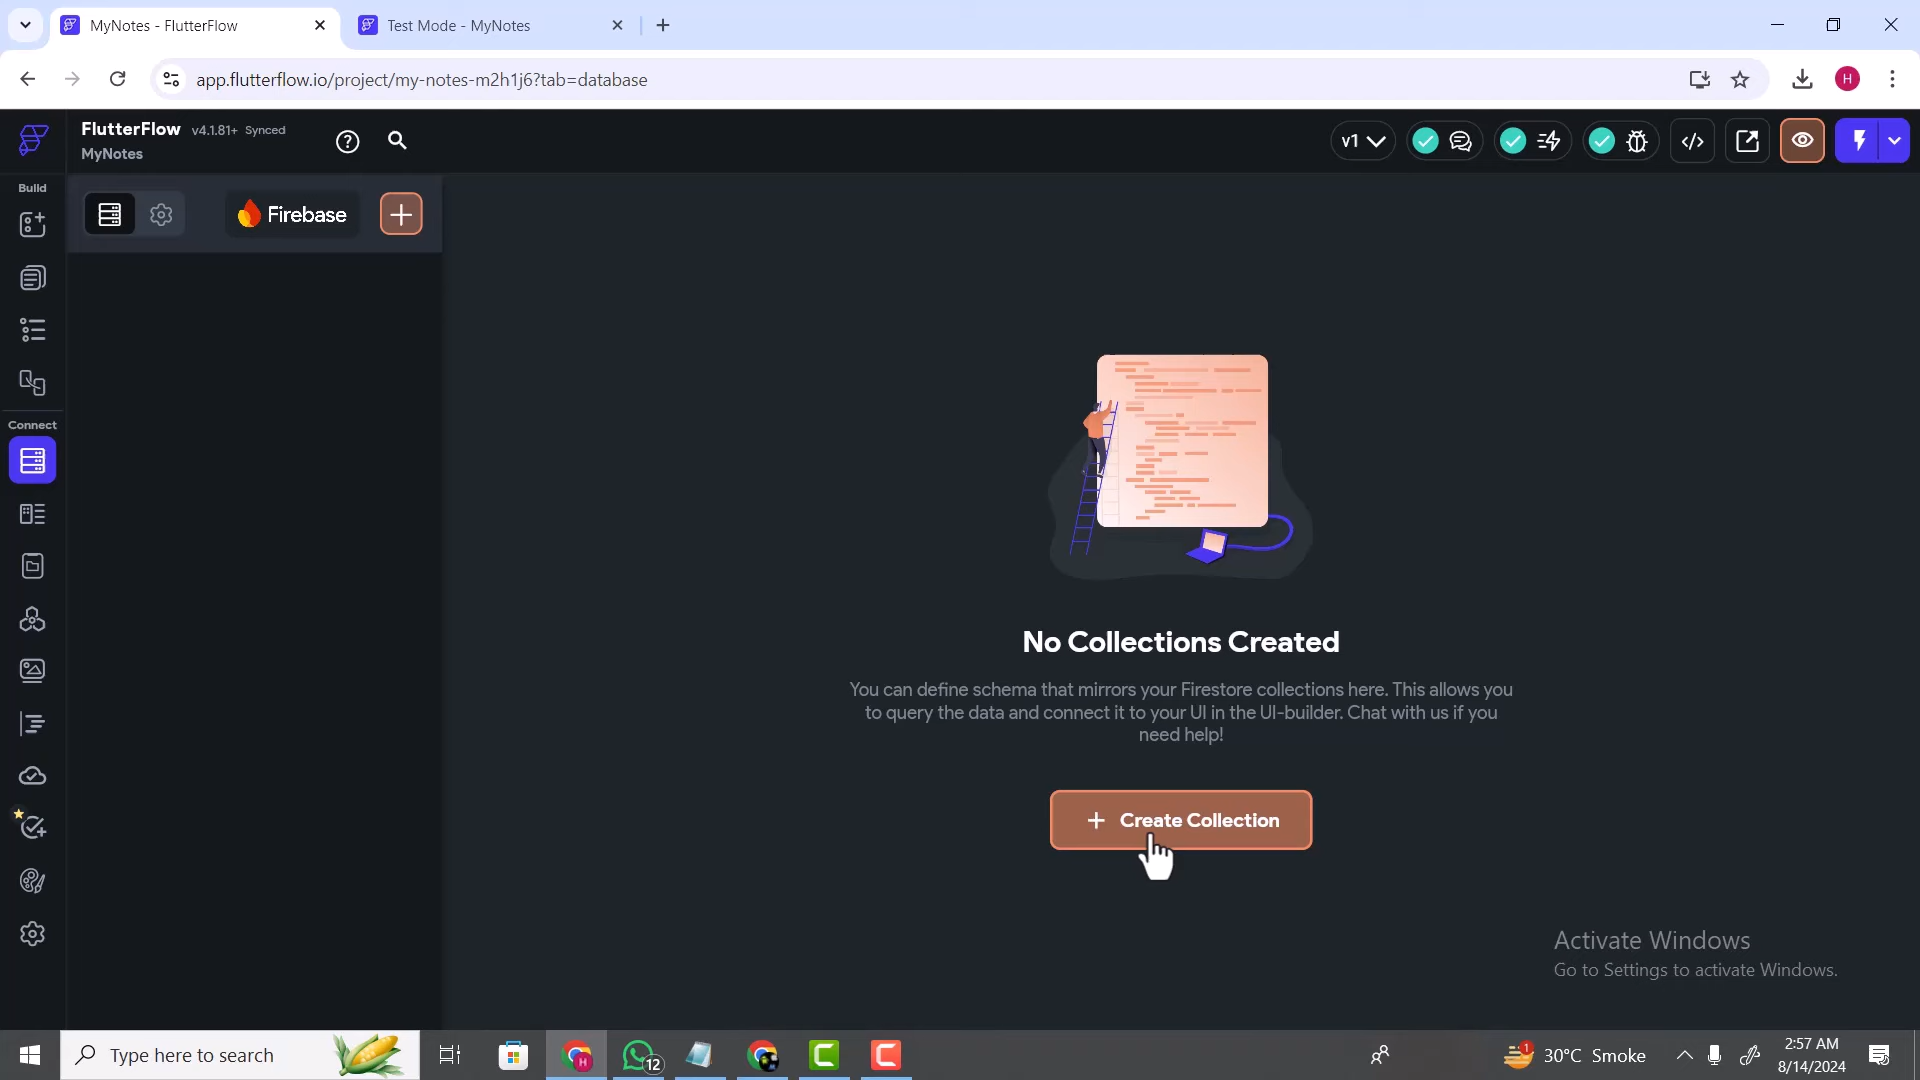 MyNotes - FlutterFlow
Test Mode - MyNotes
app.flutterflow.io/project/my-notes-m2h1j6?tab=database
H
FlutterFlow v4.1.81+ Synced
MyNotes
v1
Build
Firebase
Connect
No Collections Created
You can define schema that mirrors your Firestore collections here. This allows you
to query the data and connect it to your UI in the UI-builder. Chat with us if you
need help!
+ Create Collection
Activate Windows
Go to Settings to activate Windows.
Type here to search
H
12
1
30°C Smoke
2:57 AM
8/14/2024